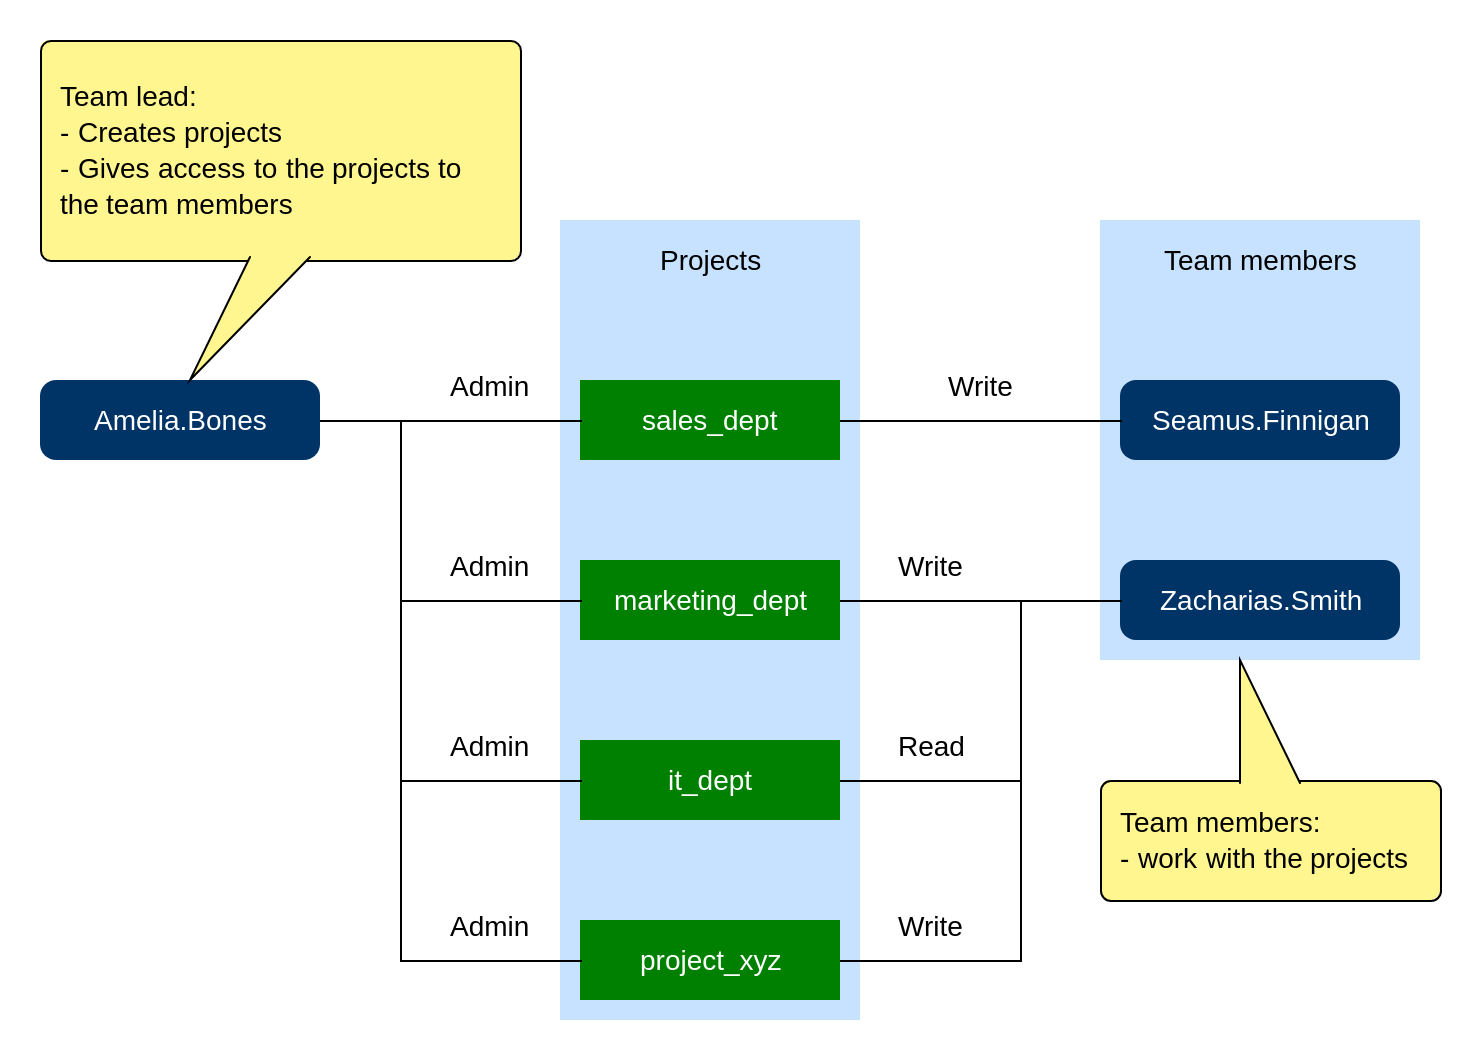 Team lead:
- Creates projects
- Gives access to the projects to
the team members
Projects
Team members
Amelia.Bones
Admin
sales_dept
Write
Seamus.Finnigan
Admin
marketing_dept
Write
Zacharias.Smith
Admin
it_dept
Read
Team members:
- work with the projects
Admin
project_xyz
Write